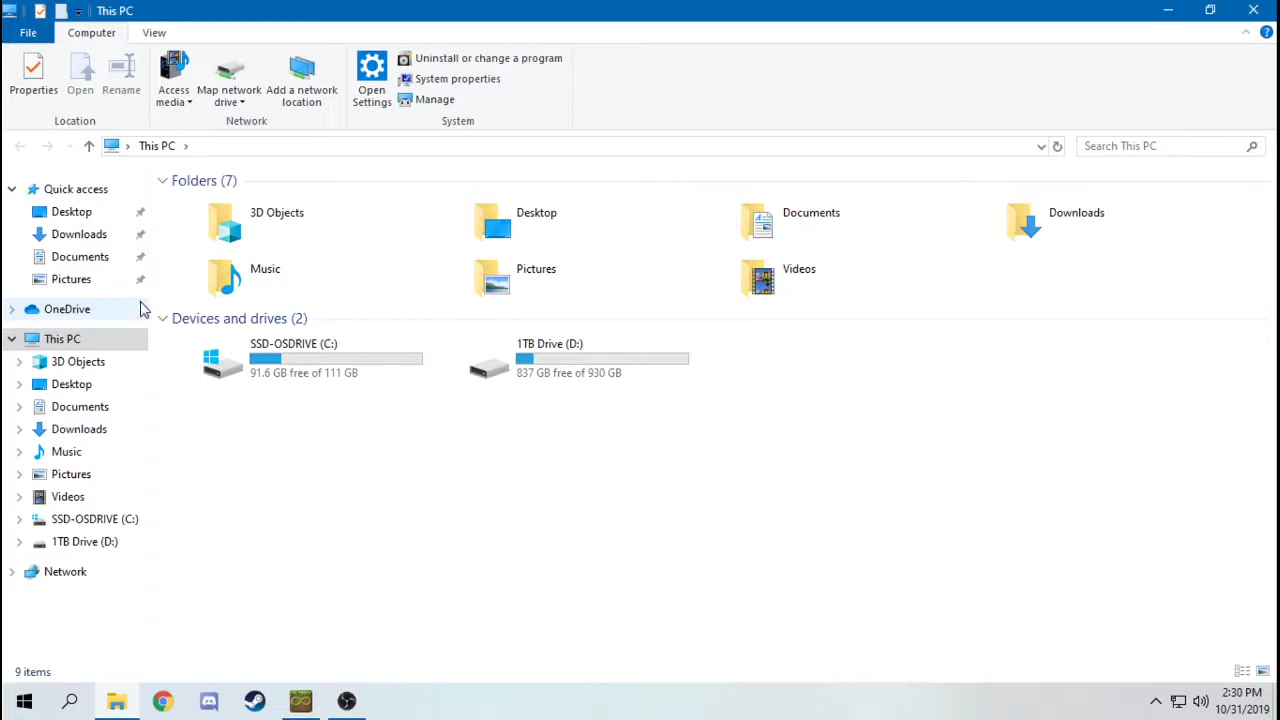 This PC
File
Computer
View
Properties
Open
Rename
Access media
Map network drive
Add a network location
Open Settings
Uninstall or change a program
System properties
Manage
Location
Network
System
This PC
Search This PC
Quick access
Desktop
Downloads
Documents
Pictures
OneDrive
This PC
3D Objects
Desktop
Documents
Downloads
Music
Pictures
Videos
SSD-OSDRIVE (C:)
1TB Drive (D:)
Network
Folders (7)
3D Objects
Desktop
Documents
Downloads
Music
Pictures
Videos
Devices and drives (2)
SSD-OSDRIVE (C:)
91.6 GB free of 111 GB
1TB Drive (D:)
837 GB free of 930 GB
9 items
2:30 PM
10/31/2019